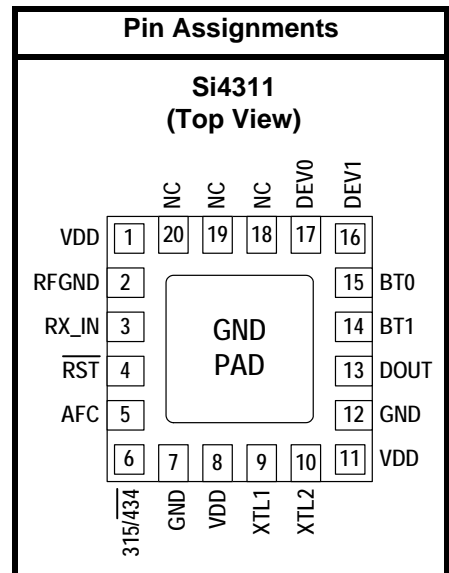 Pin Assignments
Si4311
(Top View)
NC NC NC DEV0 DEV1
VDD 1 20 19 18 17 16
RFGND 2 15 BT0
RX_IN 3 GND 14 BT1
RST 4 PAD 13 DOUT
AFC 5 12 GND
6 7 8 9 10 11 VDD
315/434 GND VDD XTL1 XTL2